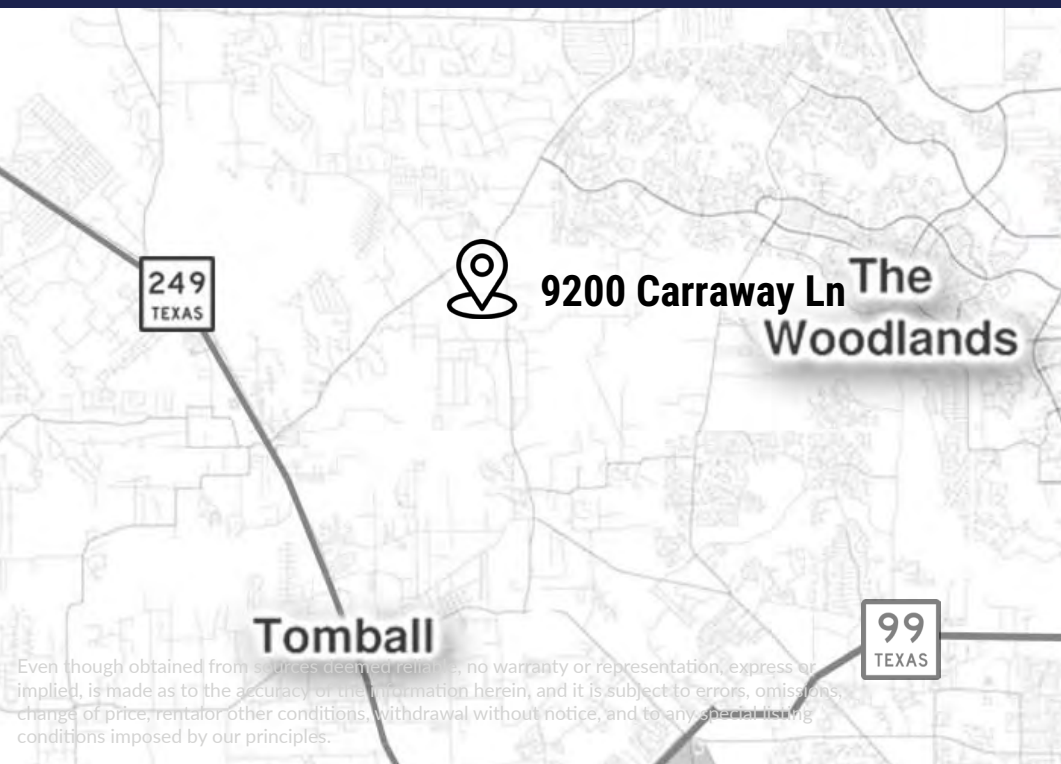 249
TEXAS
9200 Carraway Ln
The
Woodlands
Tomball
99
TEXAS
Even though obtained from sources deemed reliable, no warranty or representation, express or
implied, is made as to the accuracy or the information herein, and it is subject to errors, omissions,
change of price, rentalor other conditions, withdrawal without notice, and to any special listing
conditions imposed by our principles.